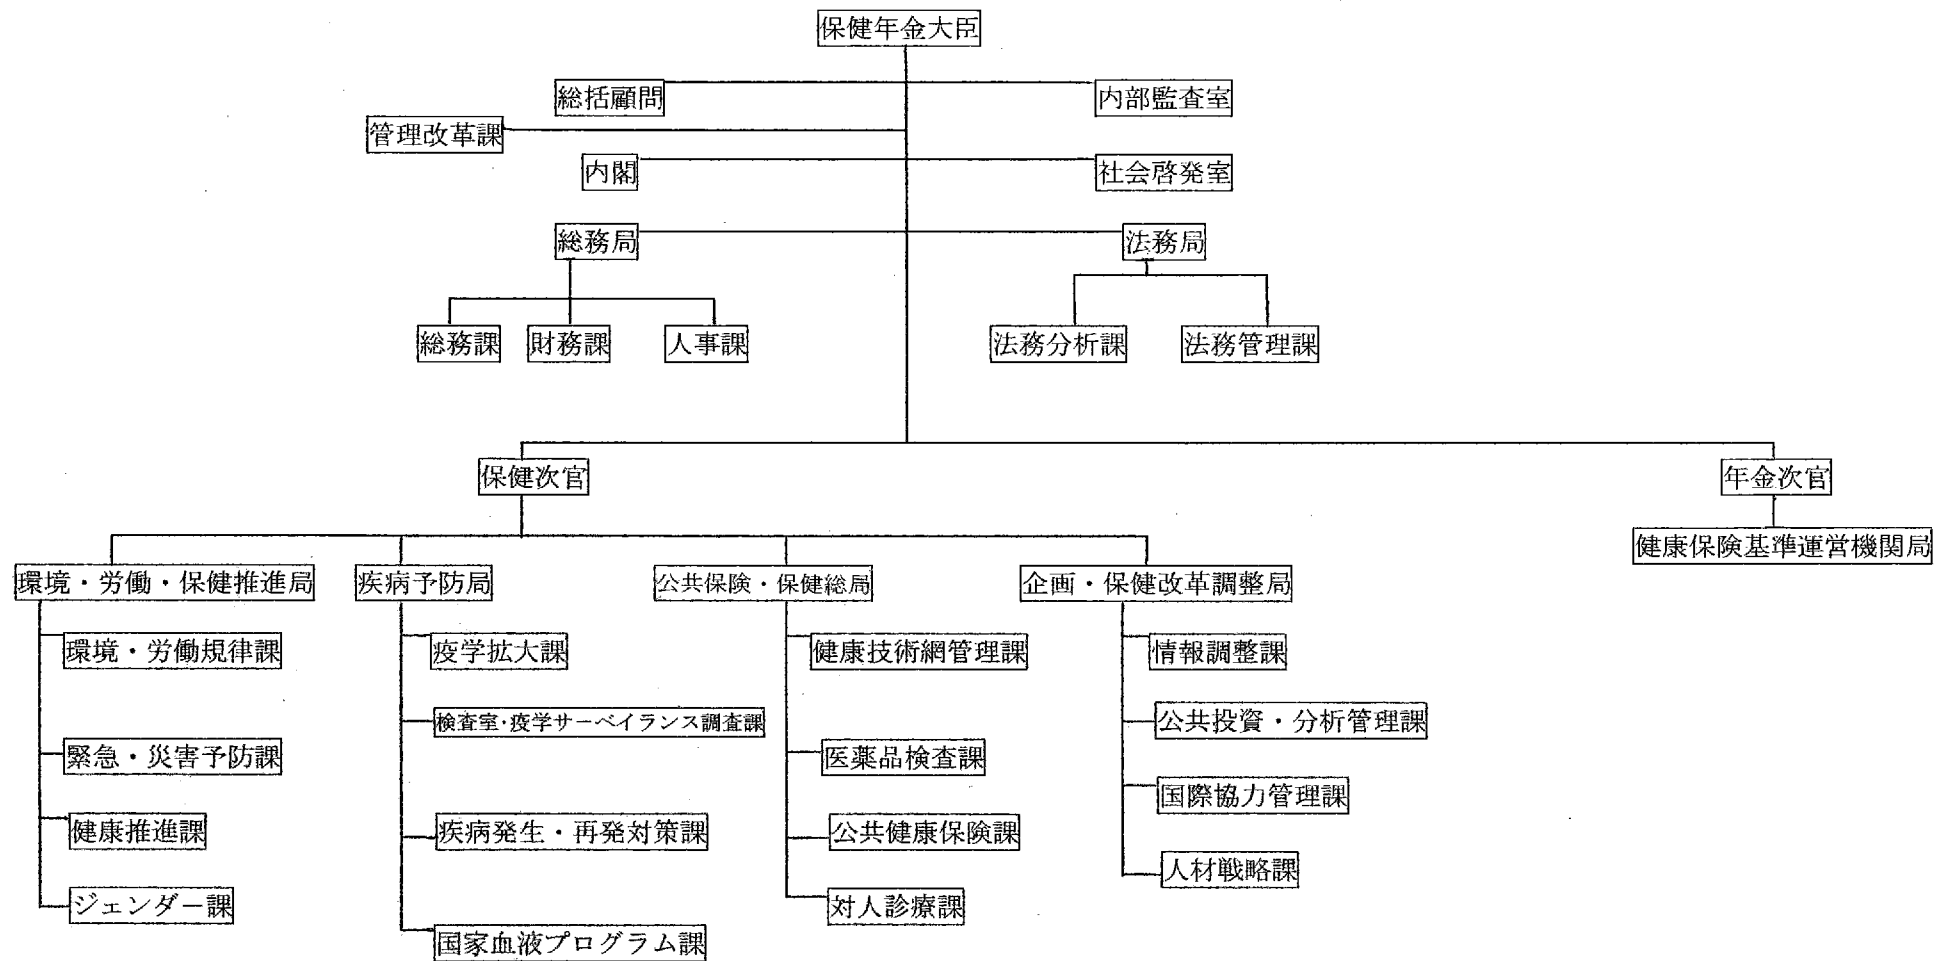 保健年金大臣
総括顧問
内部監査室
管理改革課
内閣
社会啓発室
総務局
法務局
総務課
財務課
人事課
法務分析課
法務管理課
保健次官
年金次官
健康保険基準運営機関局
環境・労働・保健推進局
疾病予防局
公共保険・保健総局
企画・保健改革調整局
環境・労働規律課
緊急・災害予防課
健康推進課
ジェンダー課
疫学拡大課
検査室・疫学サーベイランス調査課
疾病発生・再発対策課
国家血液プログラム課
健康技術網管理課
医薬品検査課
公共健康保険課
対人診療課
情報調整課
公共投資・分析管理課
国際協力管理課
人材戦略課